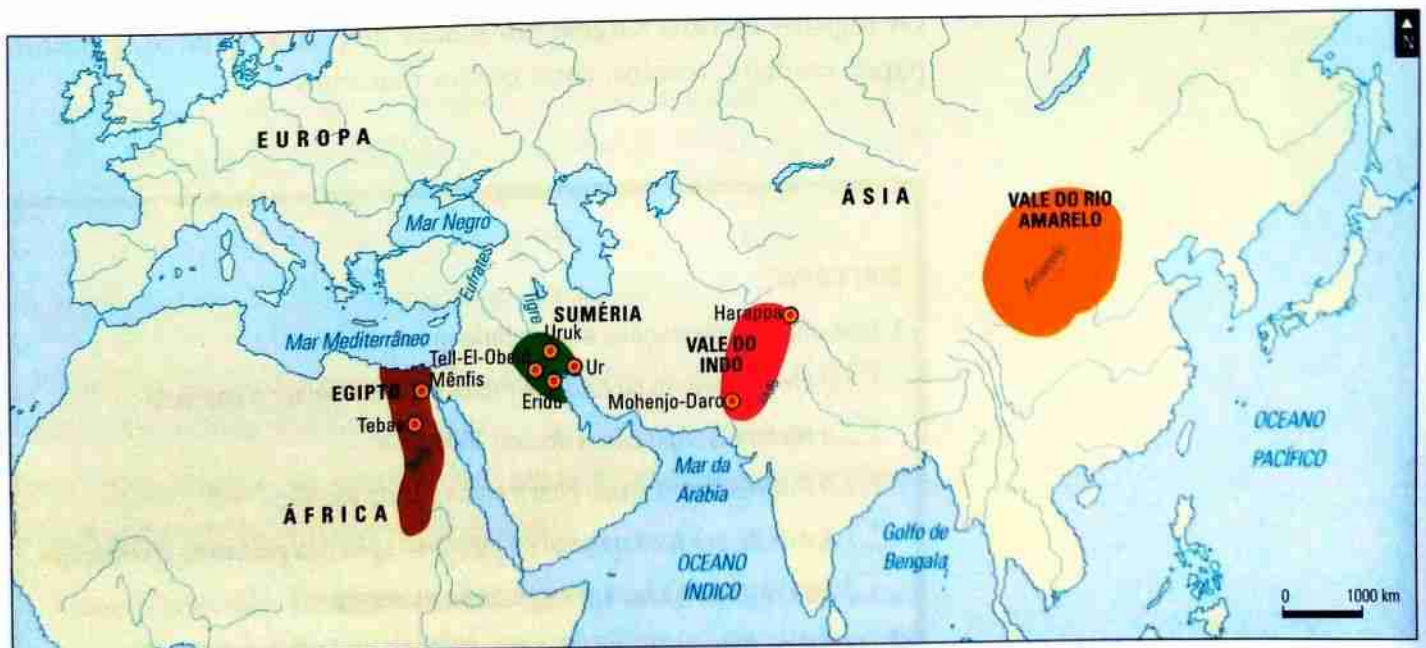 EUROPA
ÁSIA
VALE DO RIO
AMARELO
Mar Negro
Eufrates
Tigre
SUMÉRIA
Uruk
Harappa
Mar Mediterrâneo
Tell-El-Obeid
Ur
VALE DO
INDO
EGIPTO
Mênfis
Eridu
Mohenjo-Daro
Tebas
OCEANO
PACÍFICO
Mar da
Arábia
ÁFRICA
Golfo de
Bengala
OCEANO
ÍNDICO
0 1000 km